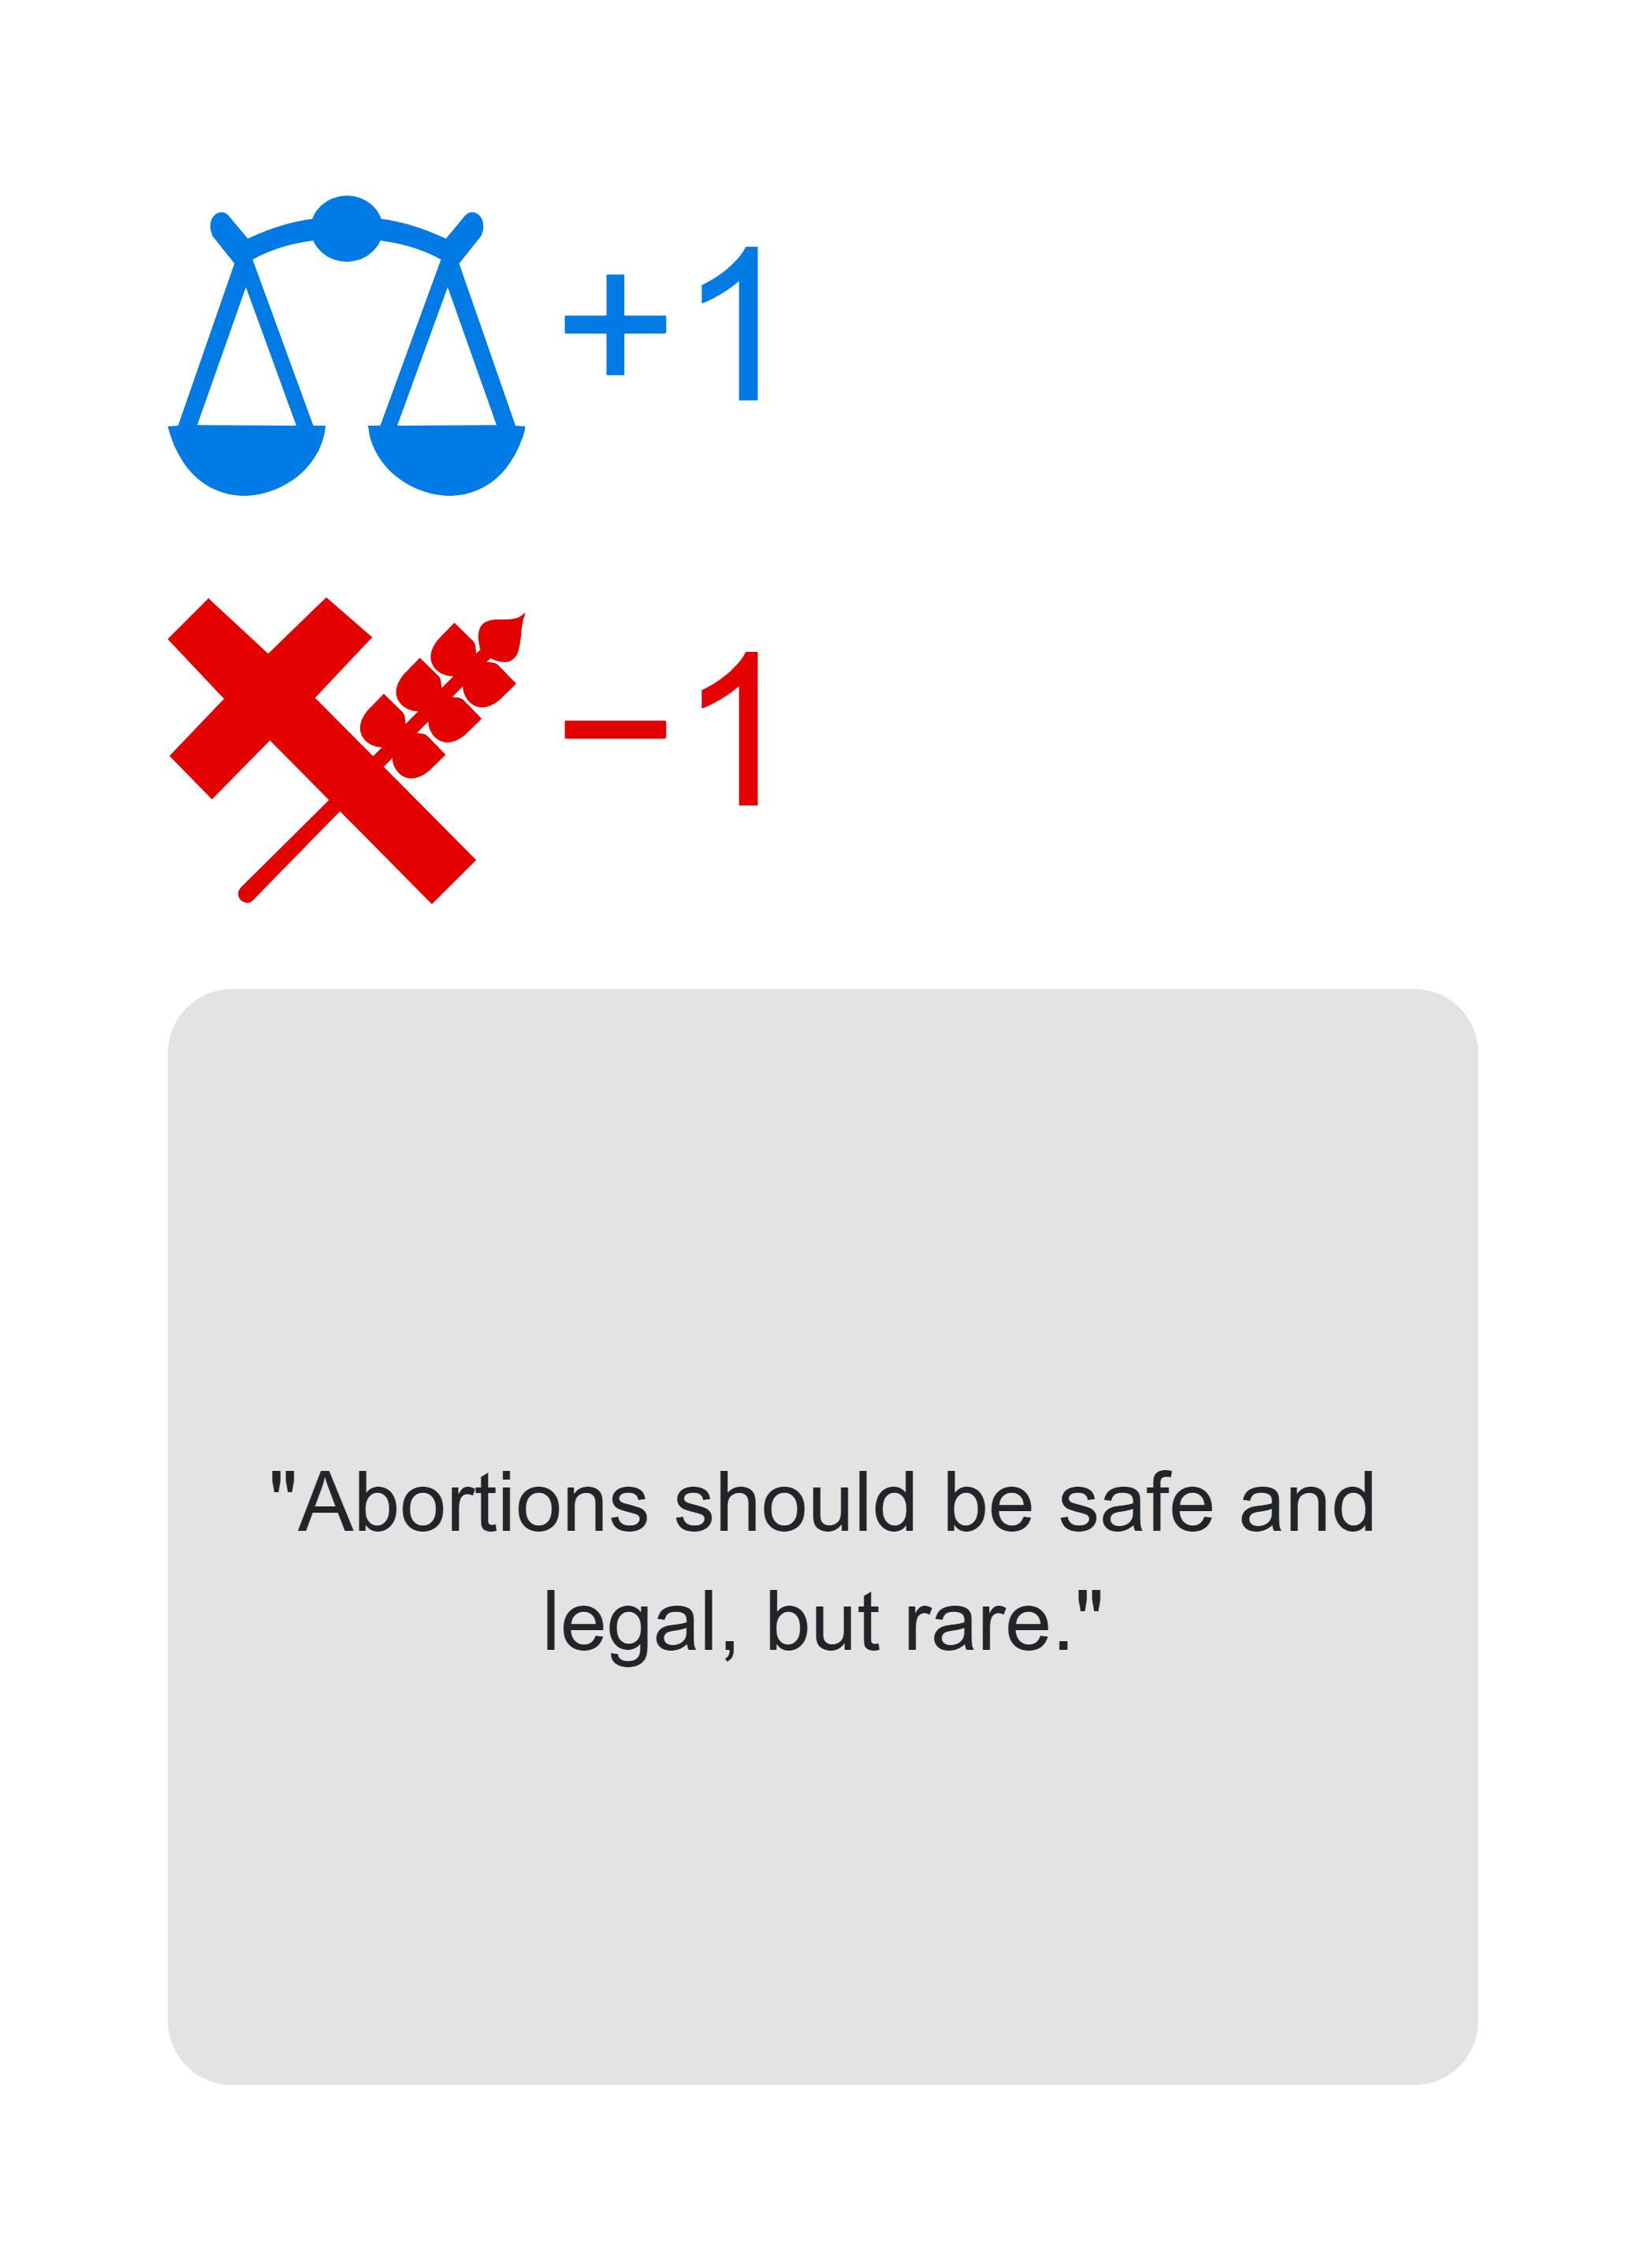 +1
−1
"Abortions should be safe and
legal, but rare."